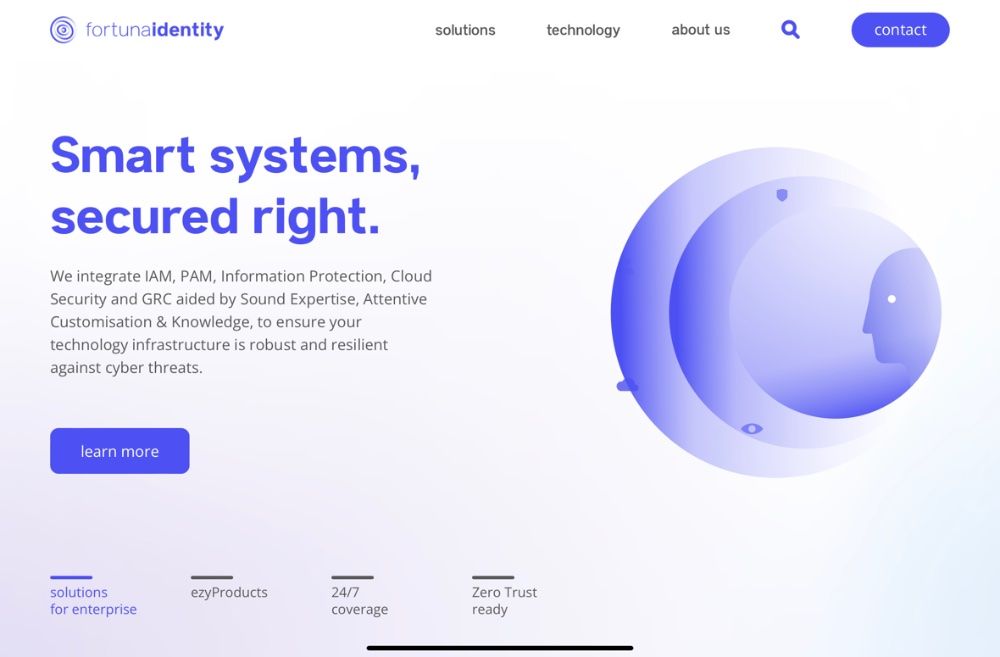 fortunaidentity
solutions
technology
about us
contact
Smart systems,
secured right.
We integrate IAM, PAM, Information Protection, Cloud
Security and GRC aided by Sound Expertise, Attentive
Customisation & Knowledge, to ensure your
technology infrastructure is robust and resilient
against cyber threats.
learn more
solutions
for enterprise
ezyProducts
24/7
coverage
Zero Trust
ready